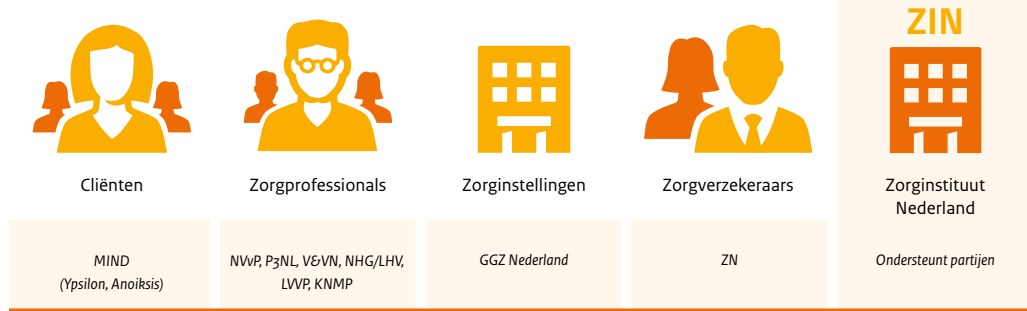 ZIN
Cliënten
Zorgprofessionals
Zorginstellingen
Zorgverzekeraars
Zorginstituut
Nederland
MIND
(Ypsilon, Anoiksis)
NVvP, P3NL, V&VN, NHG/LHV,
LVVP, KNMP
GGZ Nederland
ZN
Ondersteunt partijen